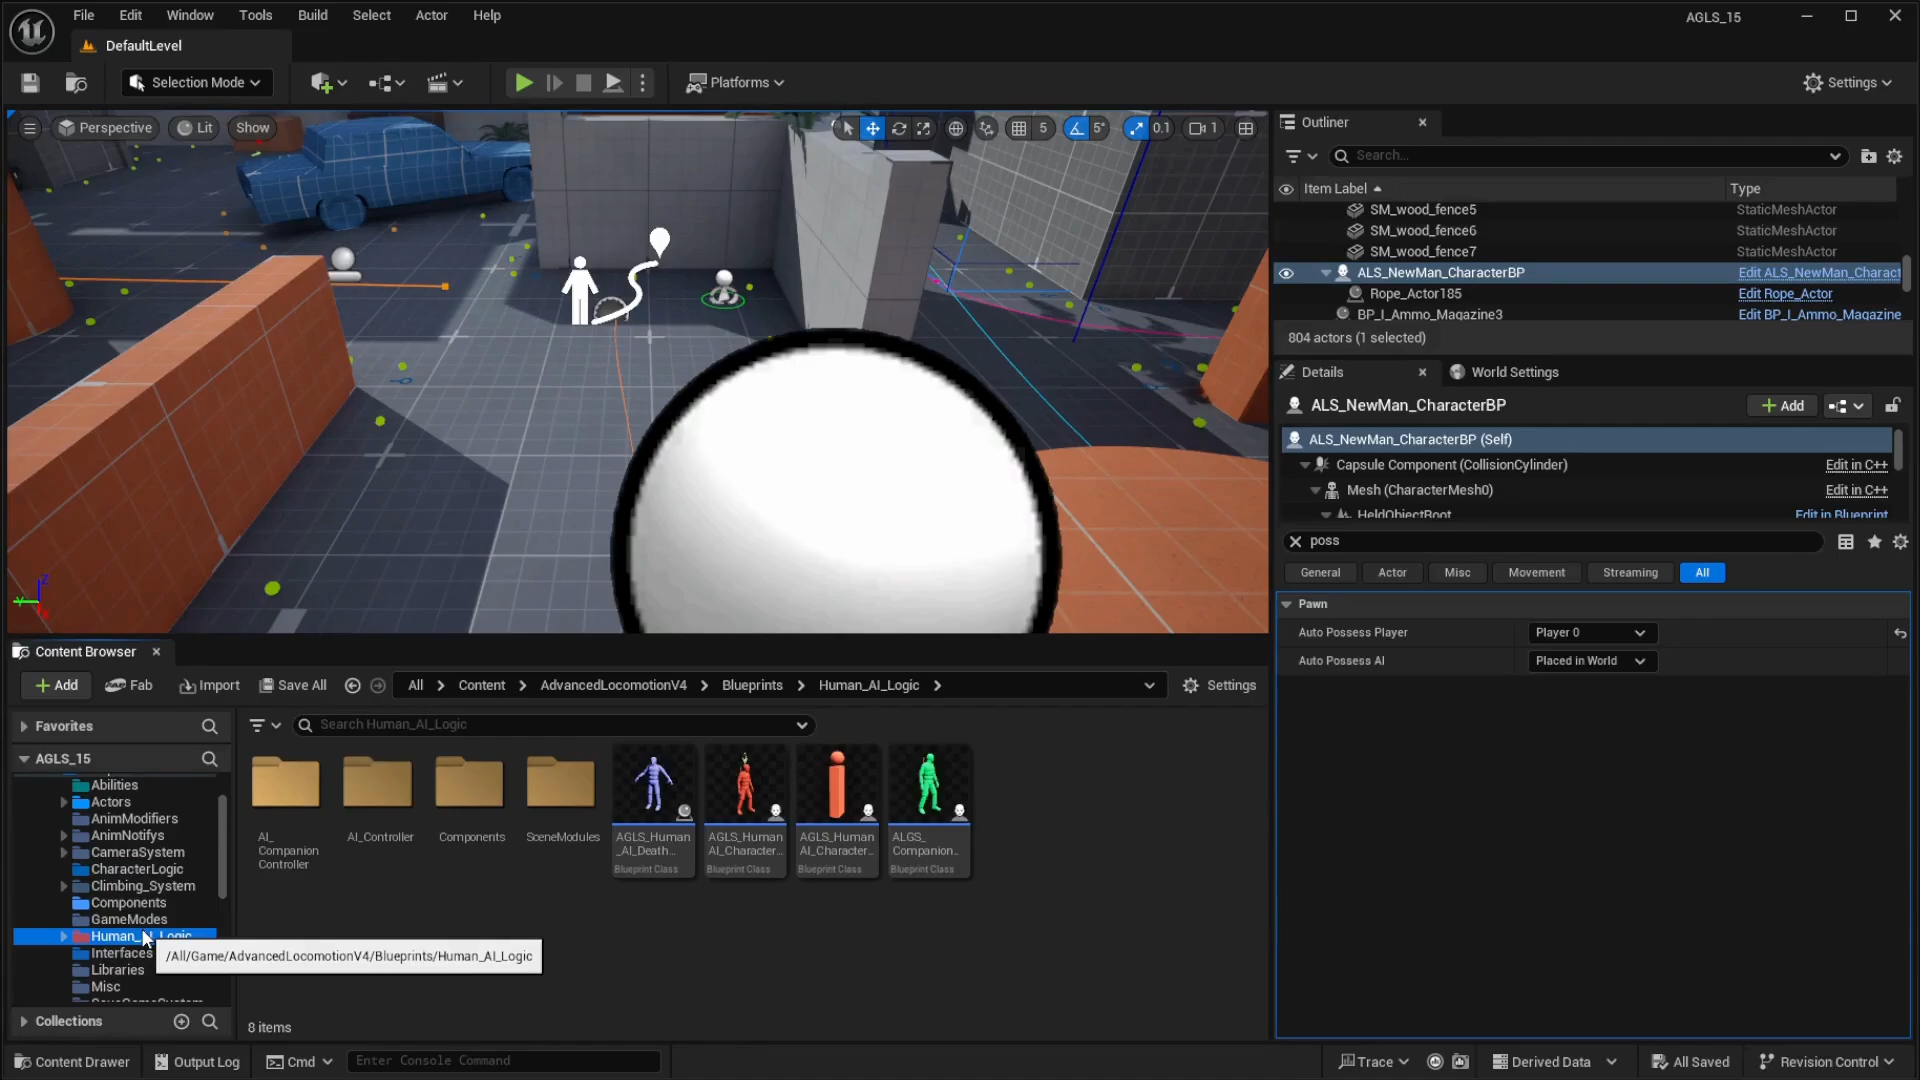 File Edit Window Tools Build Select Actor Help
AGLS_15
DefaultLevel
Selection Mode
Platforms
Settings
Perspective
Lit
Show
5
5°
0.1
1
Outliner
Search...
Item Label
Type
SM_wood_fence5 StaticMeshActor
SM_wood_fence6 StaticMeshActor
SM_wood_fence7 StaticMeshActor
ALS_NewMan_CharacterBP Edit ALS_NewMan_Charact
Rope_Actor185 Edit Rope_Actor
BP_I_Ammo_Magazine3 Edit BP_I_Ammo_Magazine
804 actors (1 selected)
Details
World Settings
ALS_NewMan_CharacterBP
Add
ALS_NewMan_CharacterBP (Self)
Capsule Component (CollisionCylinder) Edit in C++
Mesh (CharacterMesh0) Edit in C++
HeldObjectRoot Edit in Blueprint
poss
General Actor Misc Movement Streaming All
Pawn
Auto Possess Player Player 0
Auto Possess AI Placed in World
Content Browser
Add
Fab
Import
Save All
All
Content
AdvancedLocomotionV4
Blueprints
Human_AI_Logic
Settings
Favorites
AGLS_15
Abilities
Actors
AnimModifiers
AnimNotifys
CameraSystem
CharacterLogic
Climbing_System
Components
GameModes
Human_AI_Logic
Interfaces
Libraries
Misc
SaveGameSystem
/All/Game/AdvancedLocomotionV4/Blueprints/Human_AI_Logic
Collections
Search Human_AI_Logic
AI_
Companion
Controller
AI_Controller
Components
SceneModules
AGLS_Human
_AI_Death...
Blueprint Class
AGLS_Human
AI_Character...
Blueprint Class
AGLS_Human
AI_Character...
Blueprint Class
ALGS_
Companion..
Blueprint Class
8 items
Content Drawer
Output Log
Cmd
Enter Console Command
Trace
Derived Data
All Saved
Revision Control
Z
Y
X